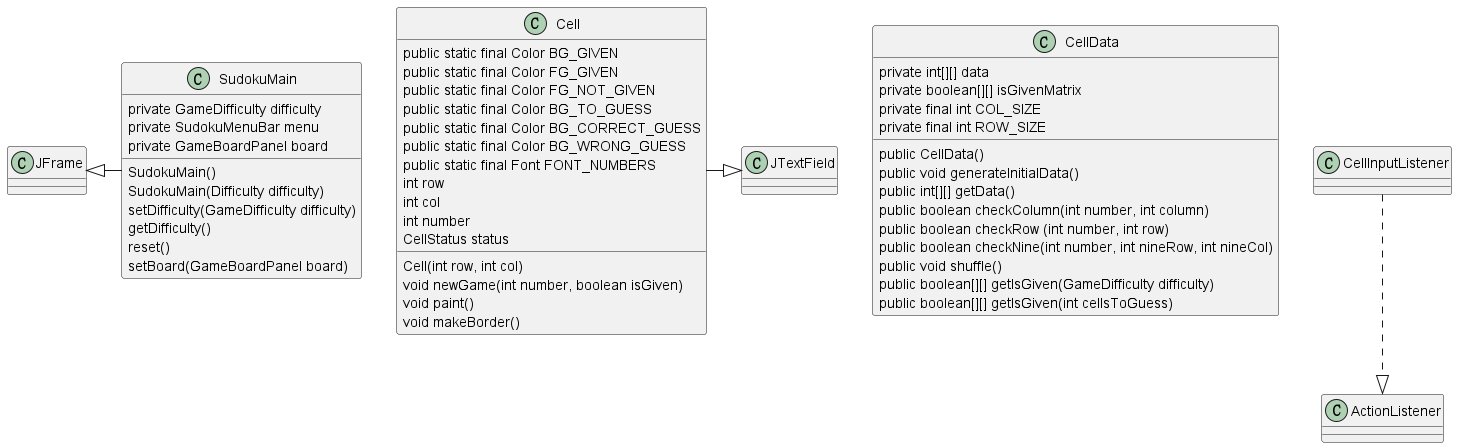 C SudokuMain
private GameDifficulty difficulty
private SudokuMenuBar menu
private GameBoardPanel board
SudokuMain()
SudokuMain(Difficulty difficulty)
setDifficulty(GameDifficulty difficulty)
getDifficulty()
reset()
setBoard(GameBoardPanel board)
C JFrame
C Cell
public static final Color BG_GIVEN
public static final Color FG_GIVEN
public static final Color FG_NOT_GIVEN
public static final Color BG_TO_GUESS
public static final Color BG_CORRECT_GUESS
public static final Color BG_WRONG_GUESS
public static final Font FONT_NUMBERS
int row
int col
int number
CellStatus status
Cell(int row, int col)
void newGame(int number, boolean isGiven)
void paint()
void makeBorder()
C JTextField
C CellData
private int[][] data
private boolean[][] isGivenMatrix
private final int COL_SIZE
private final int ROW_SIZE
public CellData()
public void generateInitialData()
public int[][] getData()
public boolean checkColumn(int number, int column)
public boolean checkRow (int number, int row)
public boolean checkNine(int number, int nineRow, int nineCol)
public void shuffle()
public boolean[][] getIsGiven(GameDifficulty difficulty)
public boolean[][] getIsGiven(int cellsToGuess)
C CellInputListener
C ActionListener